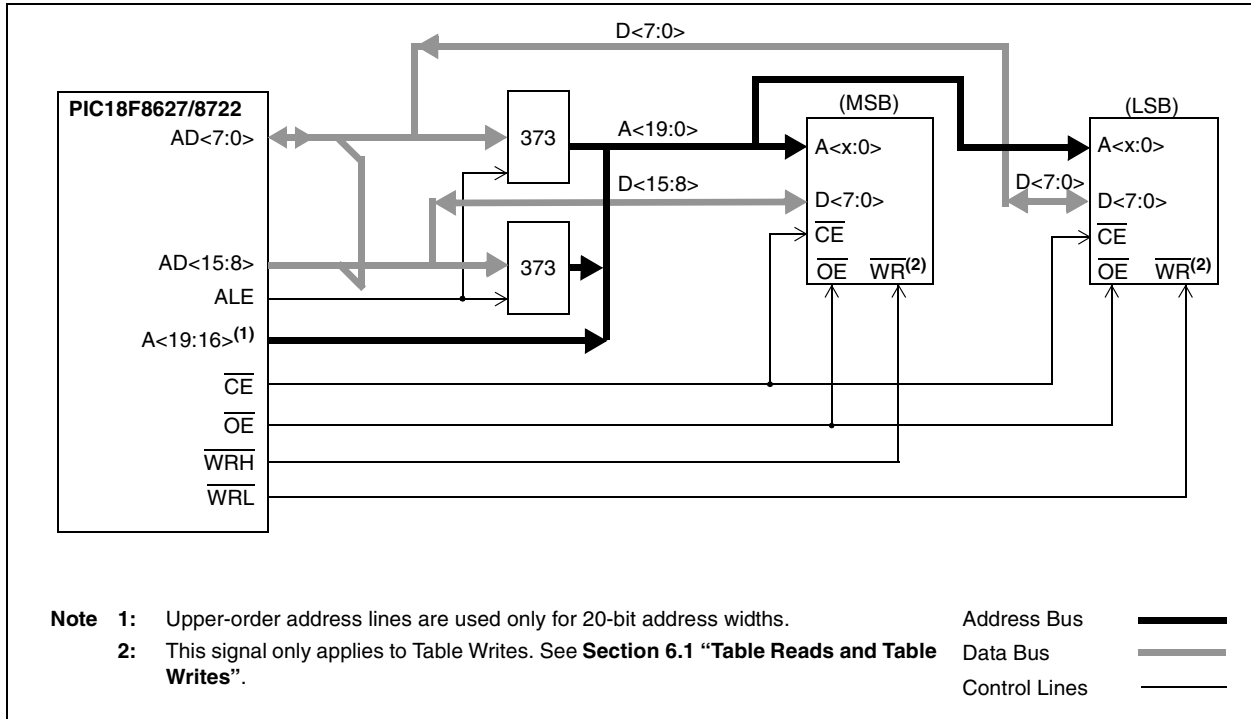 D<7:0>
PIC18F8627/8722
AD<7:0>
373
A<19:0>
(MSB)
A<x:0>
(LSB)
A<x:0>
D<15:8>
D<7:0>
D<7:0>
D<7:0>
CE
CE
AD<15:8>
373
OE WR(2)
OE WR(2)
ALE
A<19:16>(1)
CE
OE
WRH
WRL
Note 1: Upper-order address lines are used only for 20-bit address widths.
2: This signal only applies to Table Writes. See Section 6.1 “Table Reads and Table
Writes”.
Address Bus
Data Bus
Control Lines